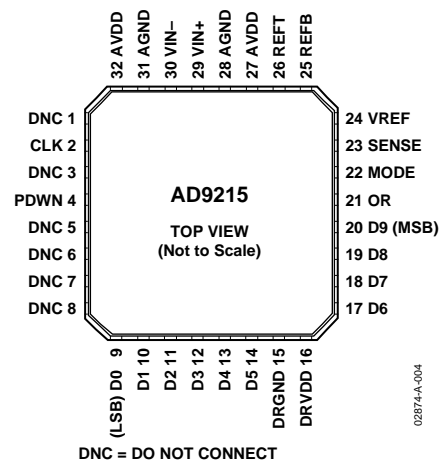 32 AVDD
31 AGND
30 VIN–
29 VIN+
28 AGND
27 AVDD
26 REFT
25 REFB
DNC 1
CLK 2
DNC 3
PDWN 4
DNC 5
DNC 6
DNC 7
DNC 8
AD9215
TOP VIEW
(Not to Scale)
24 VREF
23 SENSE
22 MODE
21 OR
20 D9 (MSB)
19 D8
18 D7
17 D6
(LSB) D0 9
D1 10
D2 11
D3 12
D4 13
D5 14
DRGND 15
DRVDD 16
02874-A-004
DNC = DO NOT CONNECT